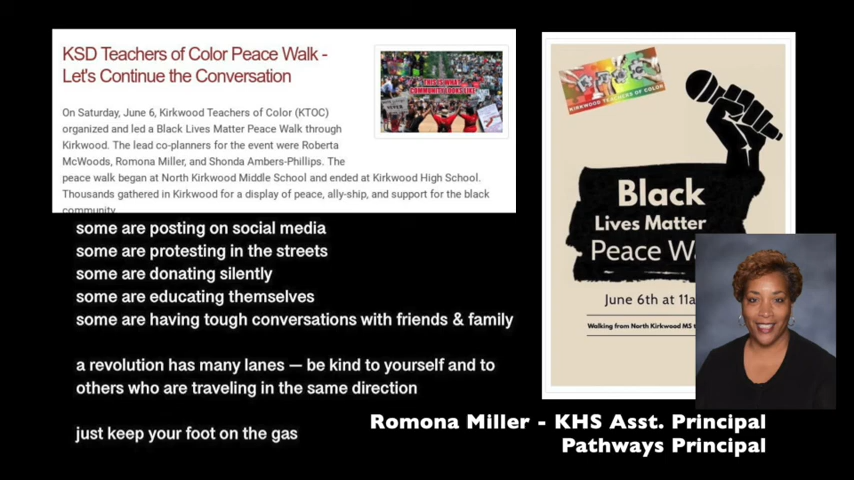 KSD Teachers of Color Peace Walk -
Let's Continue the Conversation
THIS IS WHAT
COMMUNITY LOOKS LIKE
On Saturday, June 6, Kirkwood Teachers of Color (KTOC)
organized and led a Black Lives Matter Peace Walk through
Kirkwood. The lead co-planners for the event were Roberta
McWoods, Romona Miller, and Shonda Ambers-Phillips. The
peace walk began at North Kirkwood Middle School and ended at Kirkwood High School.
Thousands gathered in Kirkwood for a display of peace, ally-ship, and support for the black
community
some are posting on social media
some are protesting in the streets
some are donating silently
some are educating themselves
some are having tough conversations with friends & family
a revolution has many lanes — be kind to yourself and to
others who are traveling in the same direction
just keep your foot on the gas
KIRKWOOD TEACHERS OF COLOR
Black
Lives Matter
Peace W
June 6th at 11a
Walking from North Kirkwood MS
Romona Miller - KHS Asst. Principal
Pathways Principal